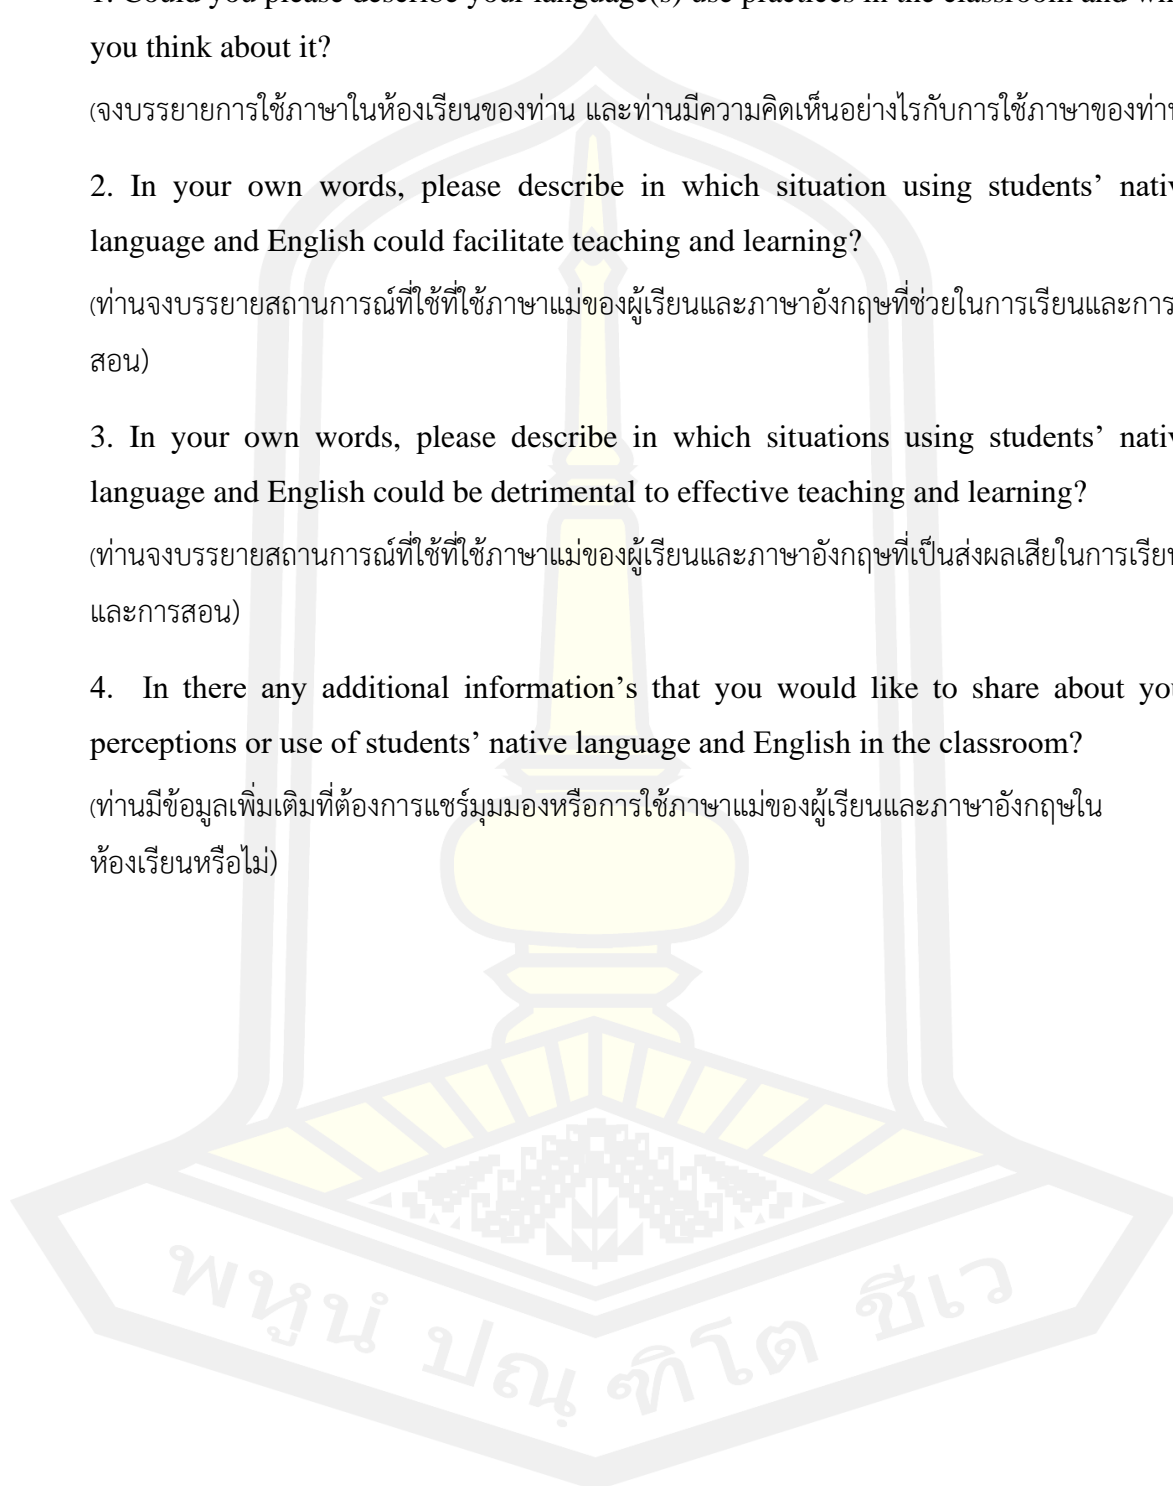 1. Could you please describe your language(s) use practices in the classroom and
you think about it?
(จงบรรยายการใช้ภาษาในห้องเรียนของท่าน และท่านมีความคิดเห็นอย่างไรกับการใช้ภาษาของ
2. In your own words, please describe in which situation using students’
language and English could facilitate teaching and learning?
(ท่านจงบรรยายสถานการณ์ที่ใช้ที่ใช้ภาษาแม่ของผู้เรียนและภาษาอังกฤษที่ช่วยในการเรียนและการ
สอน)
3. In your own words, please describe in which situations using students’
language and English could be detrimental to effective teaching and learning?
(ท่านจงบรรยายสถานการณ์ที่ใช้ที่ใช้ภาษาแม่ของผู้เรียนและภาษาอังกฤษที่เป็นส่งผลเสียในการ
และการสอน)
4. In there any additional information’s that you would like to share about
perceptions or use of students’ native language and English in the classroom?
(ท่านมีข้อมูลเพิ่มเติมที่ต้องการแชร์มุมมองหรือการใช้ภาษาแม่ของผู้เรียนและภาษาอังกฤษใน
ห้องเรียนหรือไม่)
พหูนํ ปณฺฑิโต ชีเว